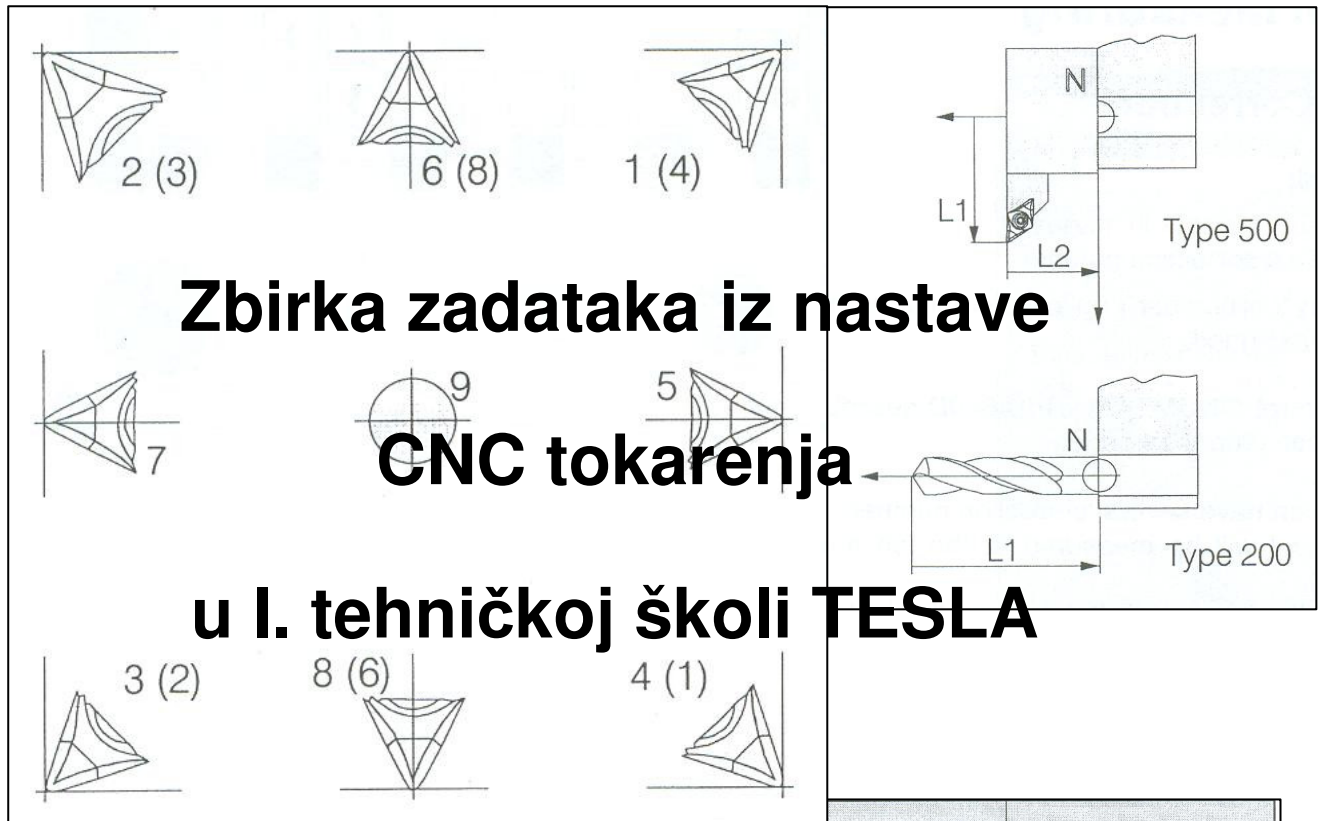 2 (3)
6 (8)
1 (4)
N
L1
L2
Type 500
Zbirka zadataka iz nastave
7
9
5
CNC tokarenja
N
L1
Type 200
u I. tehničkoj školi TESLA
3 (2)
8 (6)
4 (1)